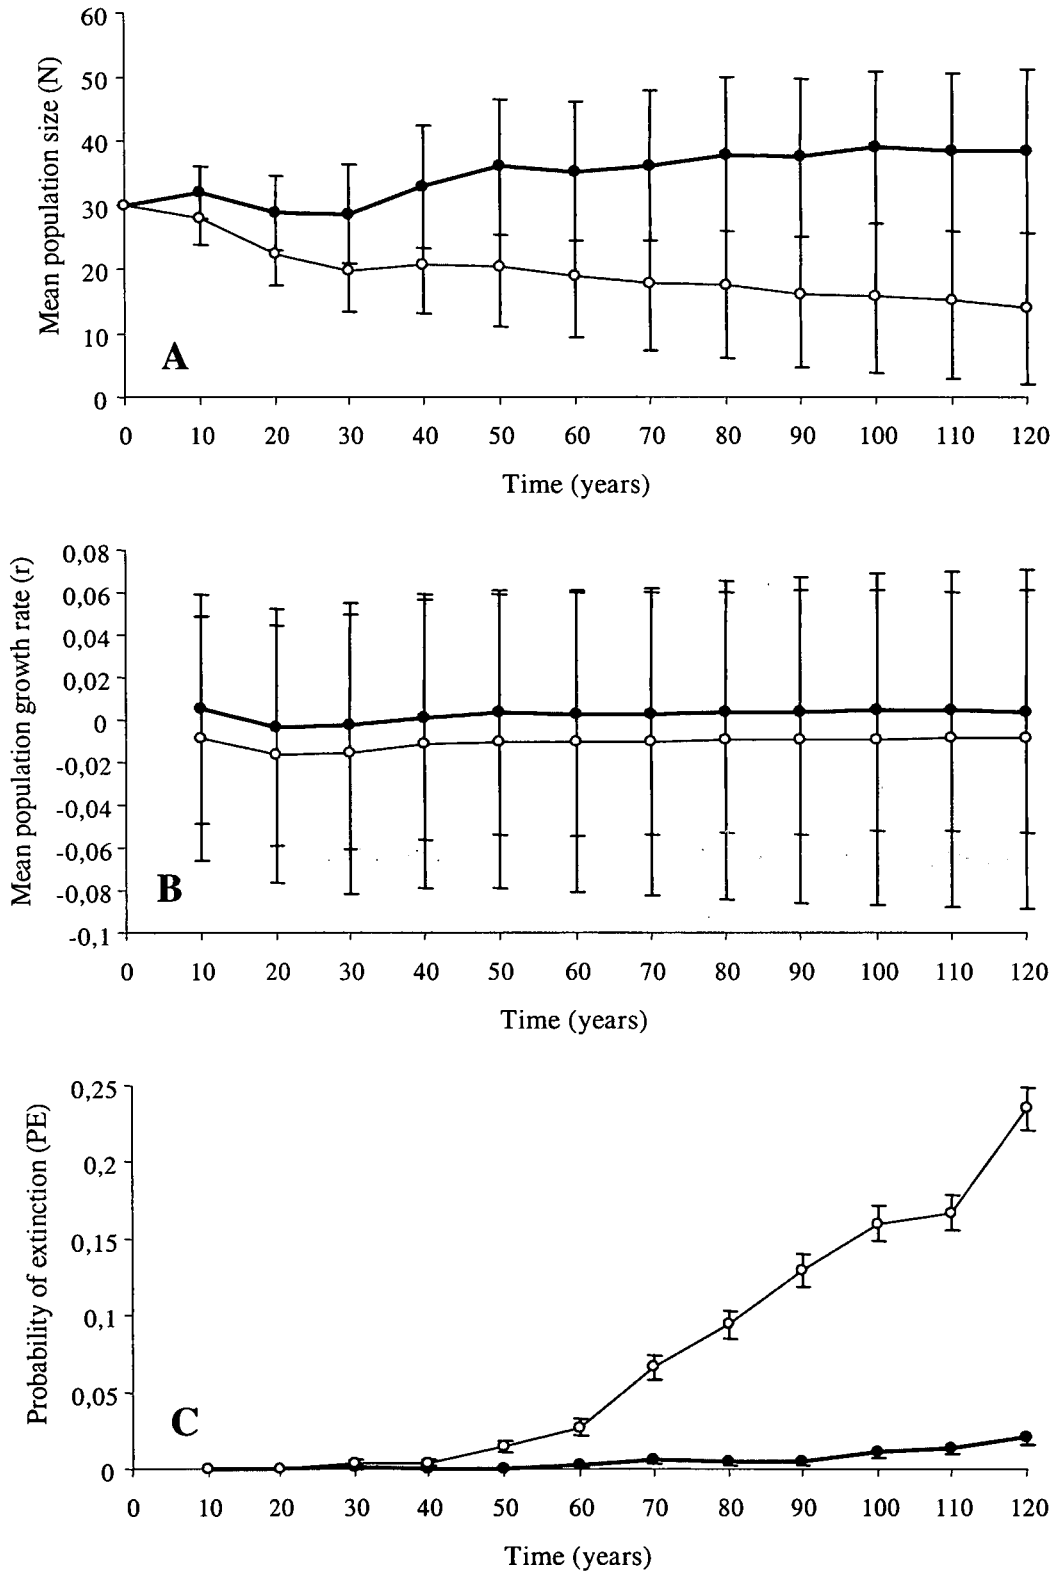 60
50
40
30
20
10
0
Mean population size (N)
A
0 10 20 30 40 50 60 70 80 90 100 110 120
Time (years)
0,08
0,06
0,04
0,02
0
-0,02
-0,04
-0,06
-0,08
-0,1
Mean population growth rate (r)
B
0 10 20 30 40 50 60 70 80 90 100 110 120
Time (years)
0,25
0,2
0,15
0,1
0,05
0
Probability of extinction (PE)
C
0 10 20 30 40 50 60 70 80 90 100 110 120
Time (years)